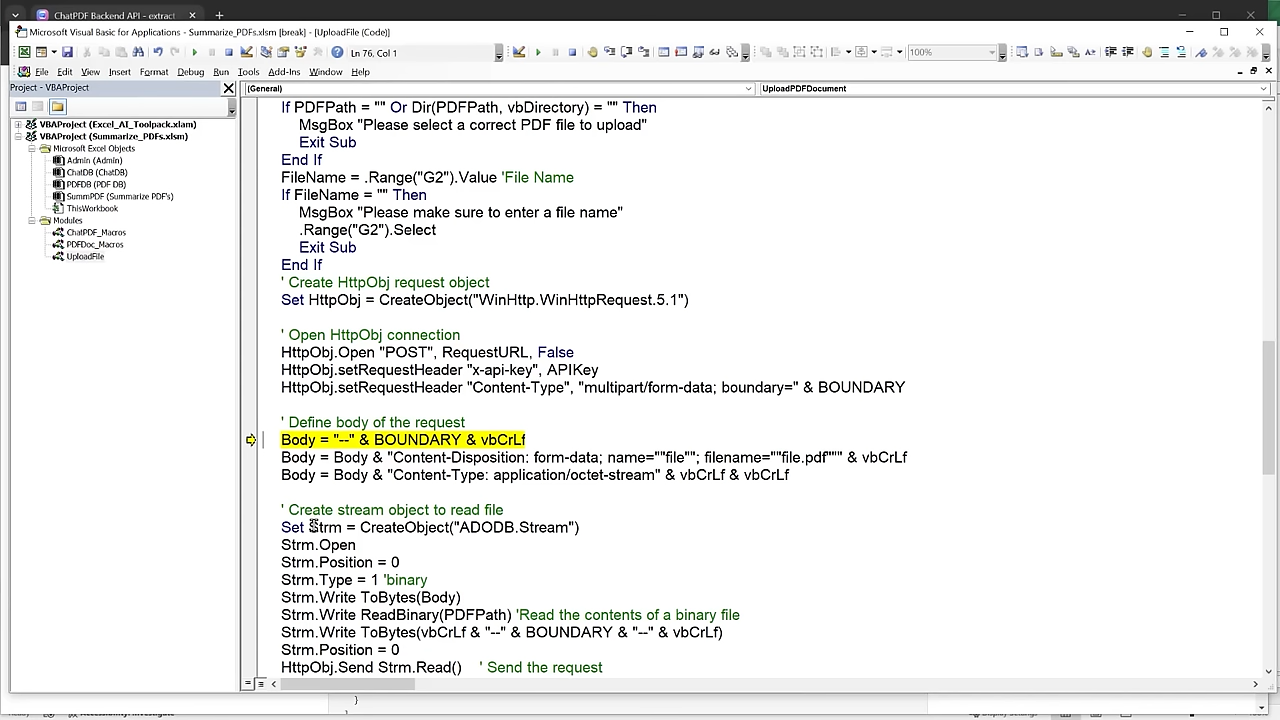 ChatPDF Backend API - extract
Microsoft Visual Basic for Applications - Summarize_PDFs.xlsm [break] - [UploadFile (Code)]
Ln 76, Col 1
100%
File Edit View Insert Format Debug Run Tools Add-Ins Window Help
Project - VBAProject
(General)
UploadPDFDocument
VBAProject (Excel_AI_Toolpack.xlam)
VBAProject (Summarize_PDFs.xlsm)
Microsoft Excel Objects
Admin (Admin)
ChatDB (ChatDB)
PDFDB (PDF DB)
SummPDF (Summarize PDF's)
ThisWorkbook
Modules
ChatPDF_Macros
PDFDoc_Macros
UploadFile
If PDFPath = "" Or Dir(PDFPath, vbDirectory) = "" Then
MsgBox "Please select a correct PDF file to upload"
Exit Sub
End If
FileName = .Range("G2").Value 'File Name
If FileName = "" Then
MsgBox "Please make sure to enter a file name"
.Range("G2").Select
Exit Sub
End If
' Create HttpObj request object
Set HttpObj = CreateObject("WinHttp.WinHttpRequest.5.1")
' Open HttpObj connection
HttpObj.Open "POST", RequestURL, False
HttpObj.setRequestHeader "x-api-key", APIKey
HttpObj.setRequestHeader "Content-Type", "multipart/form-data; boundary=" & BOUNDARY
' Define body of the request
Body = "--" & BOUNDARY & vbCrLf
Body = Body & "Content-Disposition: form-data; name=""file""; filename=""file.pdf""" & vbCrLf
Body = Body & "Content-Type: application/octet-stream" & vbCrLf & vbCrLf
' Create stream object to read file
Set Strm = CreateObject("ADODB.Stream")
Strm.Open
Strm.Position = 0
Strm.Type = 1 'binary
Strm.Write ToBytes(Body)
Strm.Write ReadBinary(PDFPath) 'Read the contents of a binary file
Strm.Write ToBytes(vbCrLf & "--" & BOUNDARY & "--" & vbCrLf)
Strm.Position = 0
HttpObj.Send Strm.Read() ' Send the request
}